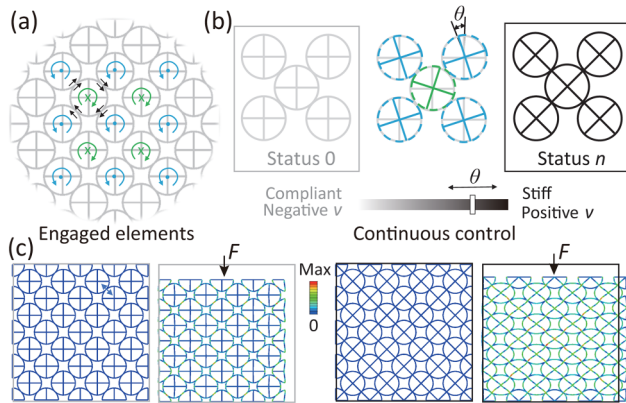 (a)
(b)
θ
x
x
x
x
Status 0
Status n
θ
Compliant
Negative ν
Stiff
Positive ν
Engaged elements
Continuous control
(c)
F
Max
0
F